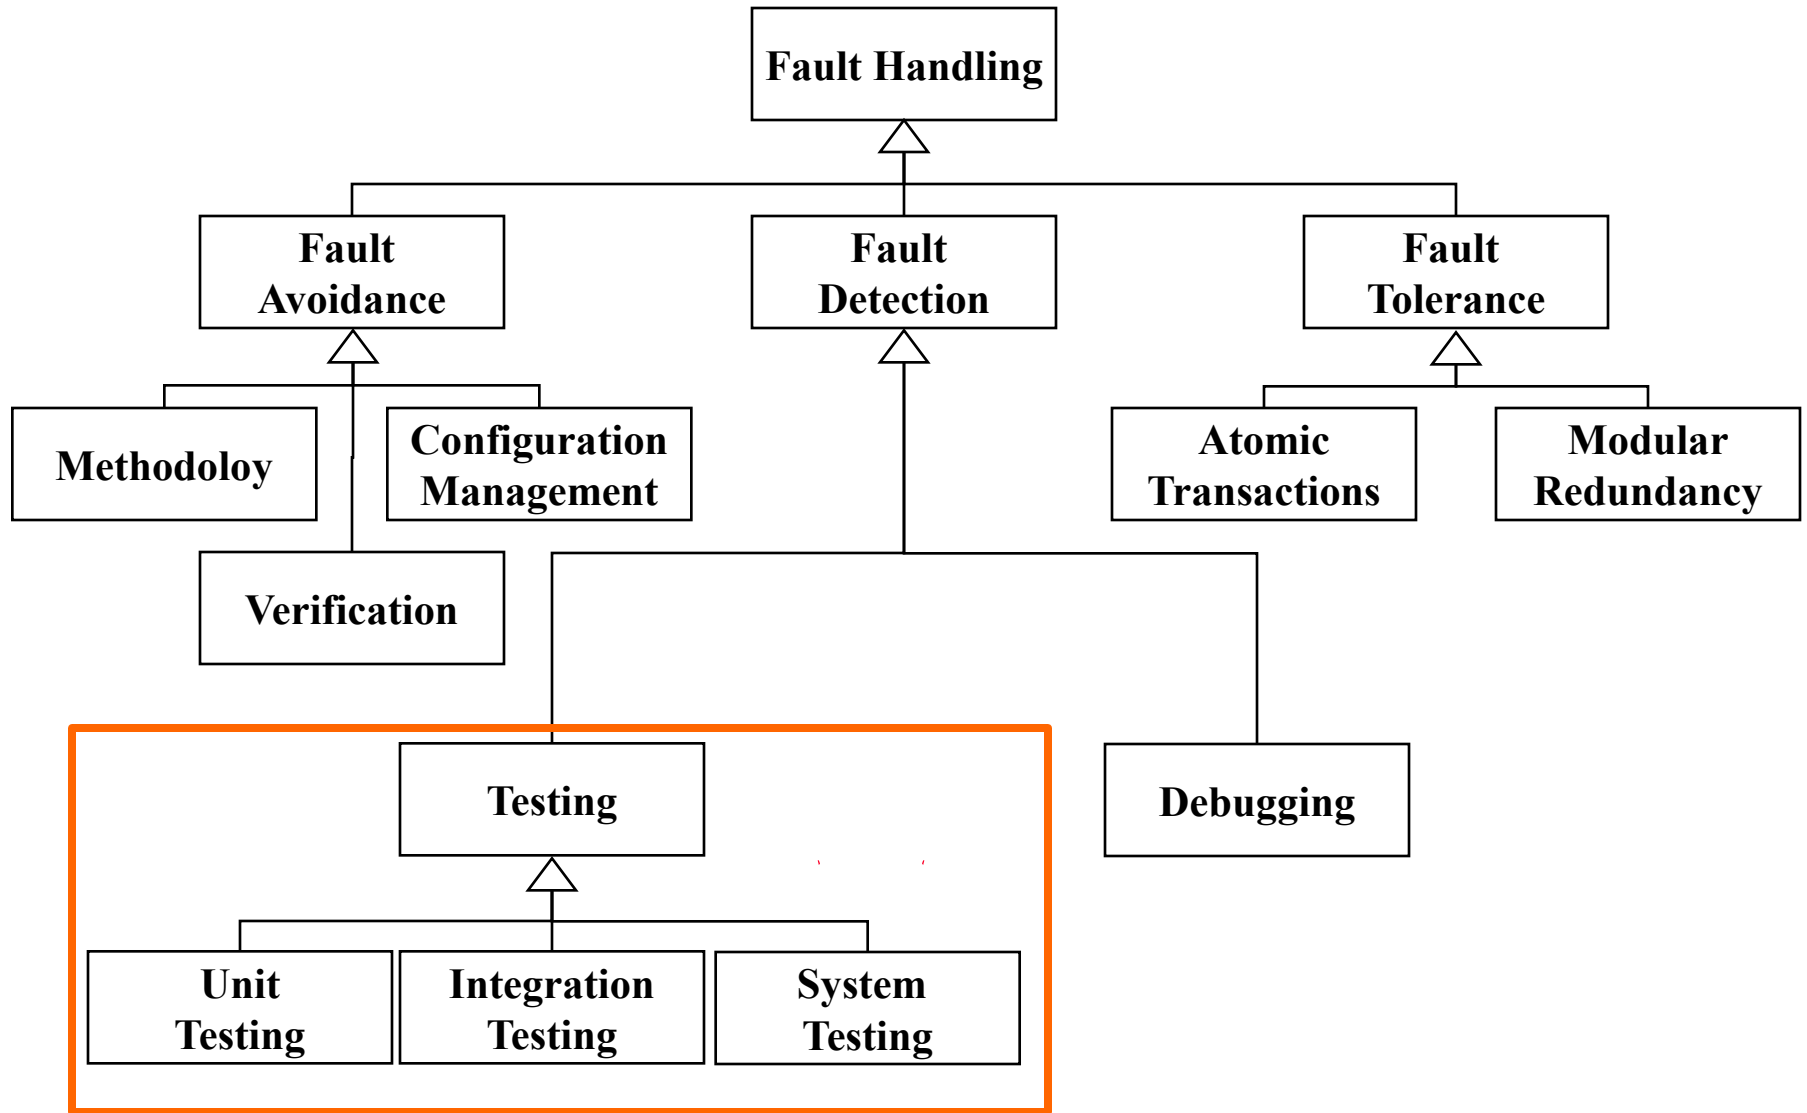 Fault Handling
Fault
Avoidance
Fault
Detection
Fault
Tolerance
Methodoloy
Configuration
Management
Atomic
Transactions
Modular
Redundancy
Verification
Testing
Debugging
Unit
Testing
Integration
Testing
System
Testing